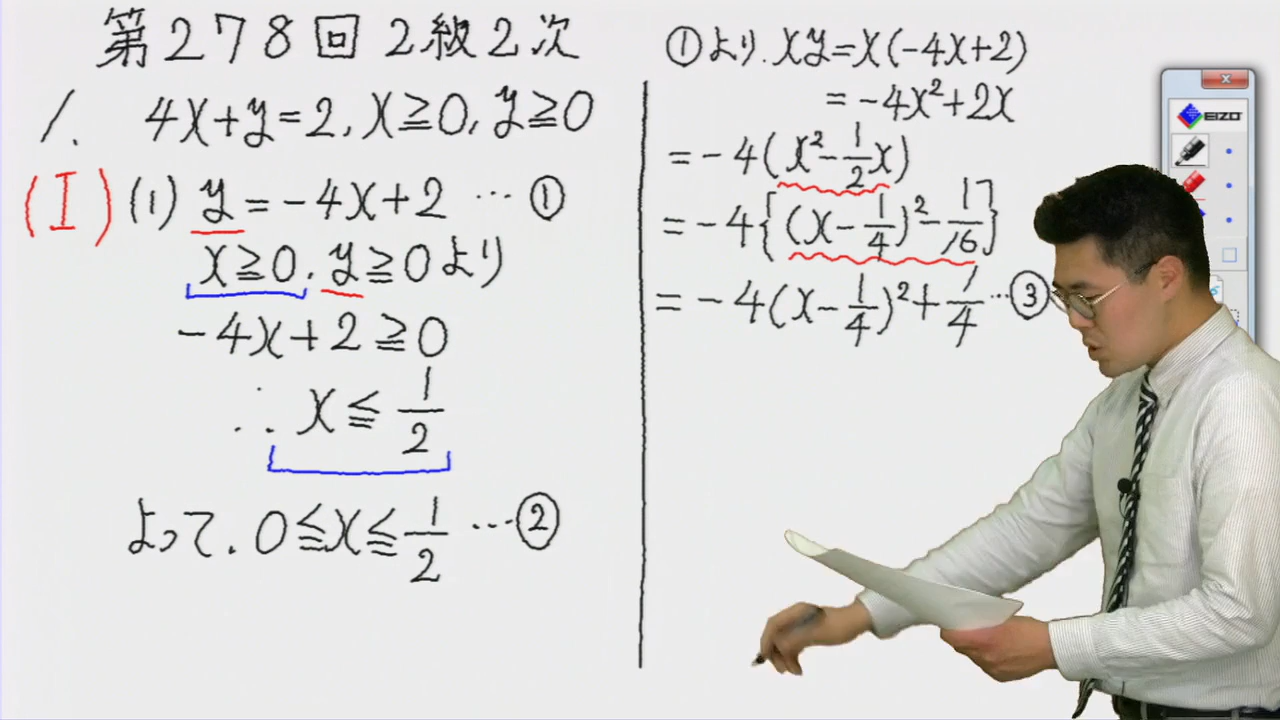 第278回2級2次
1. 4x+y=2, x≧0, y≧0
(I) (1) y=-4x+2 … ①
x≧0, y≧0より
-4x+2≧0
∴ x≦1/2
よって, 0≦x≦1/2 … ②
①より, xy=x(-4x+2)
=-4x²+2x
=-4(x²-1/2x)
=-4{(x-1/4)²-1/16}
=-4(x-1/4)²+1/4 … ③
EIZO